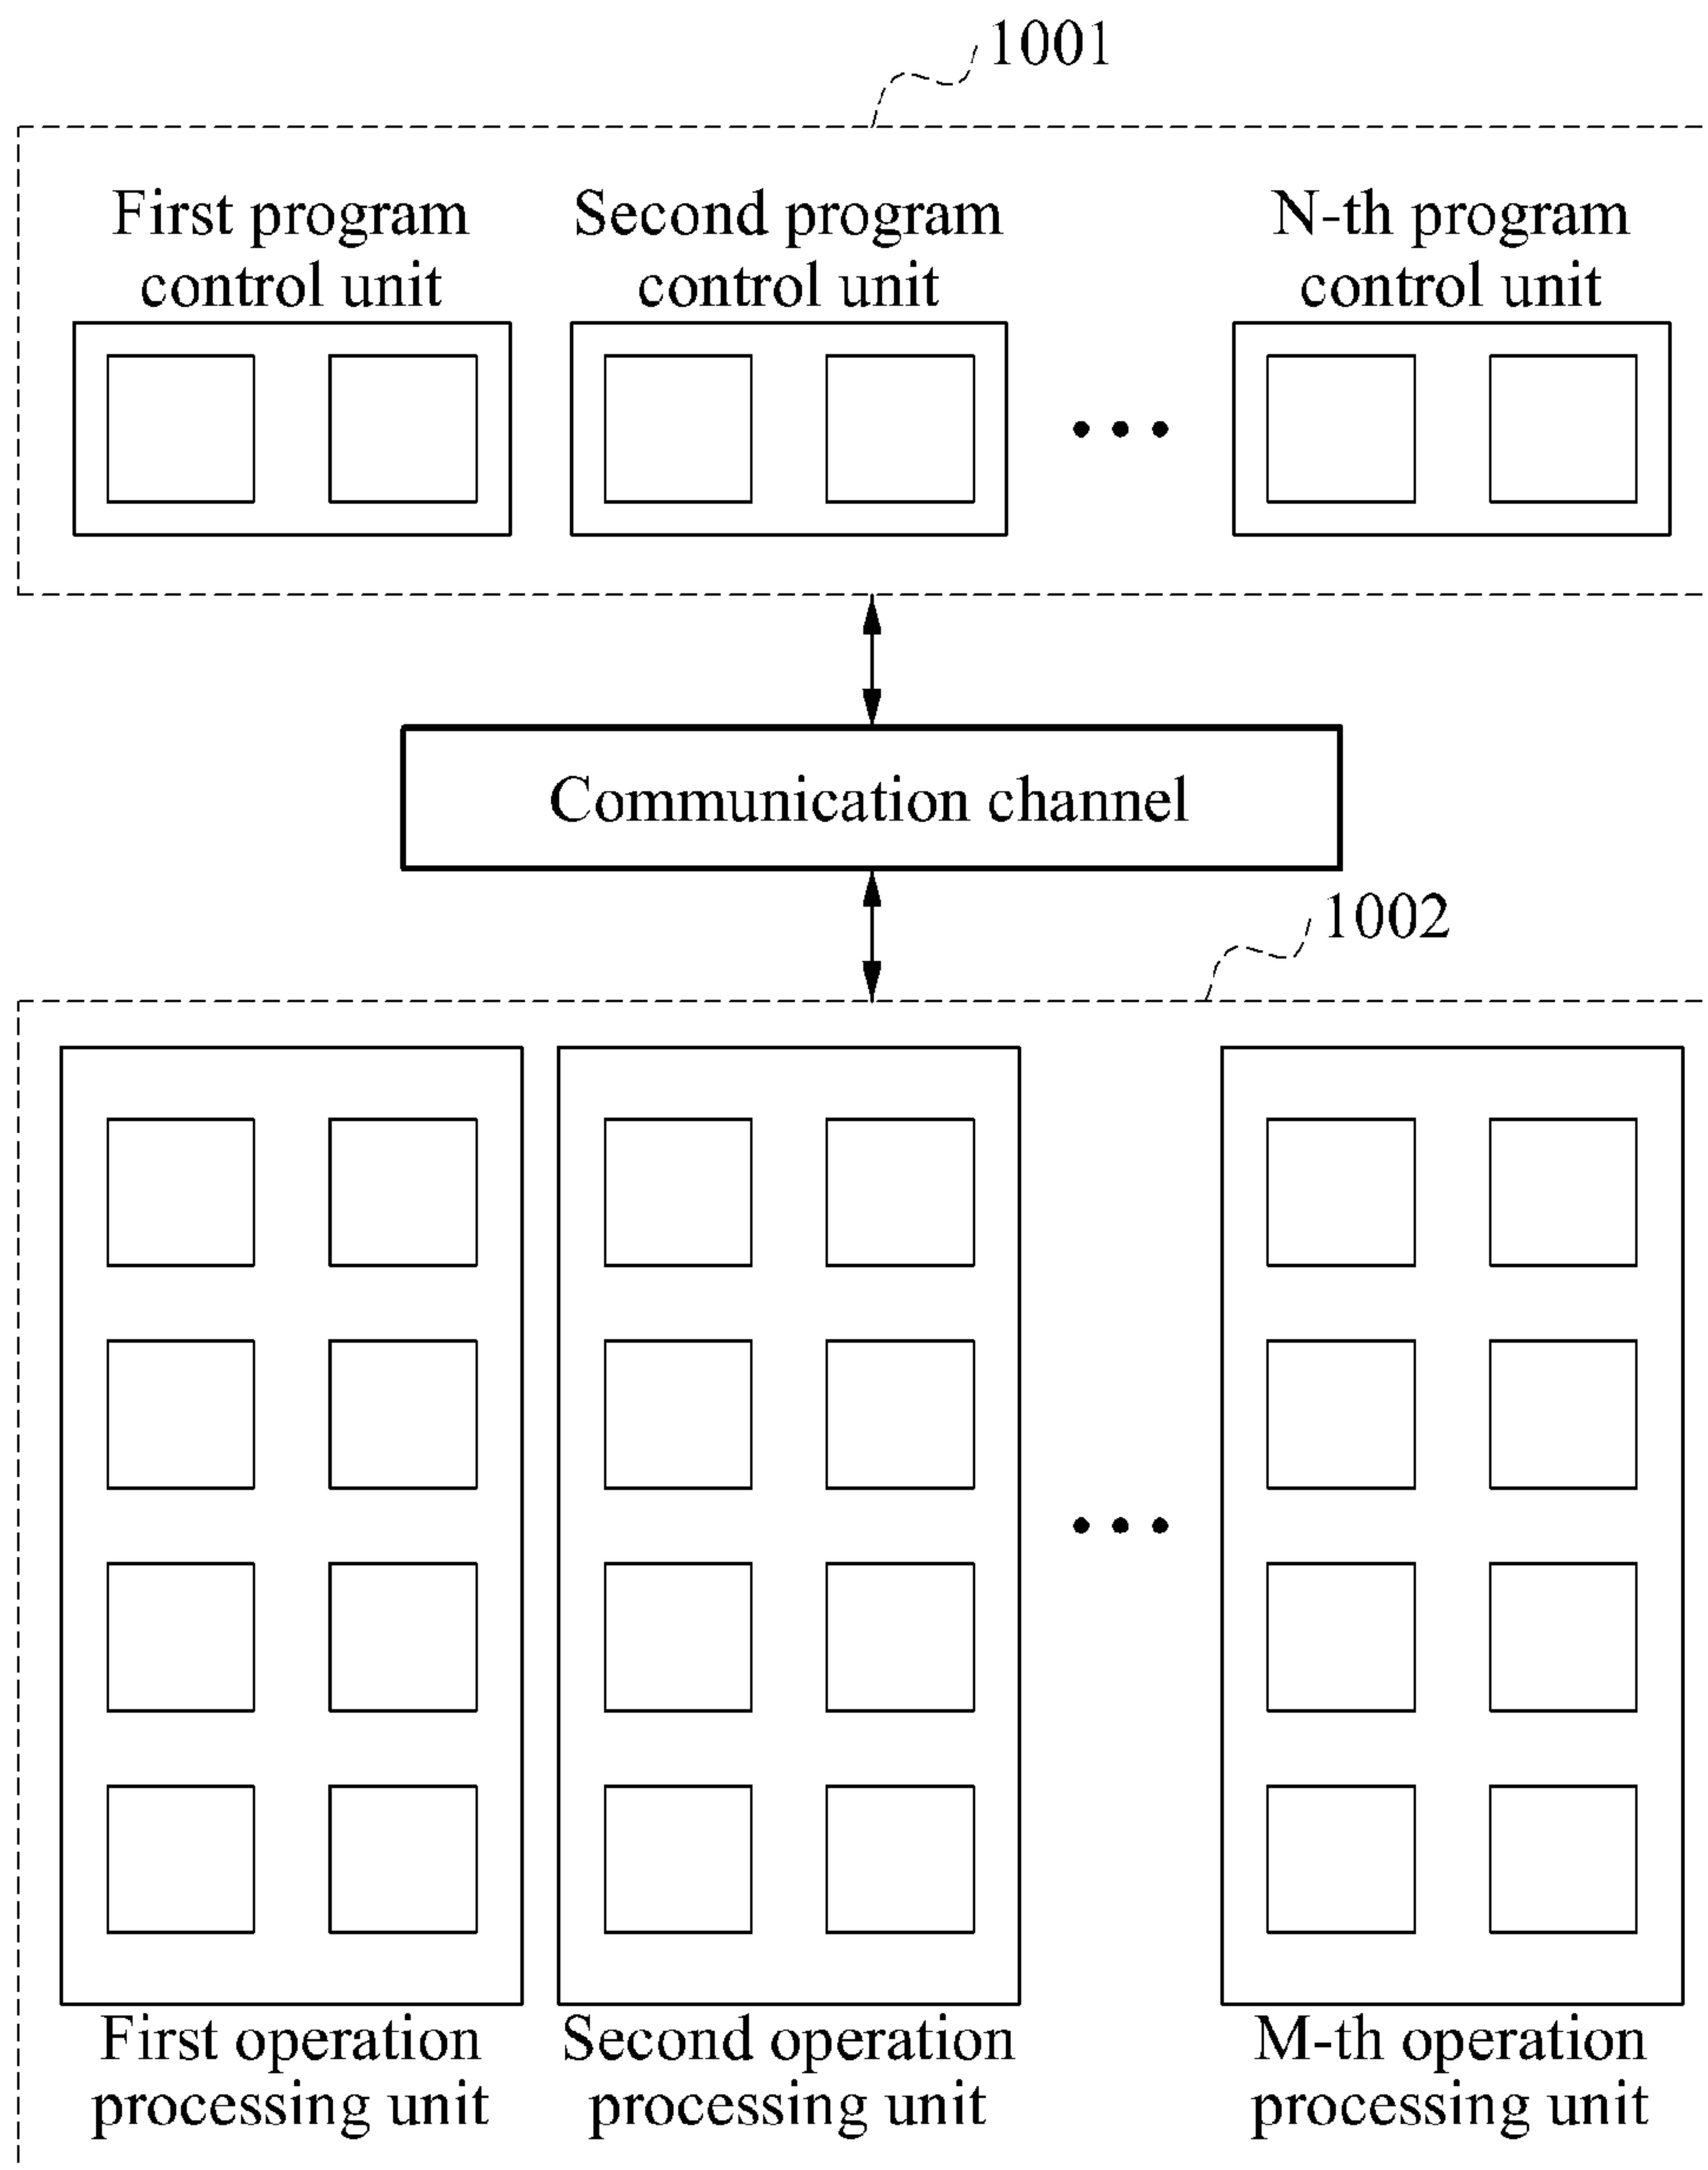 1001
First program
control unit
Second program
control unit
N-th program
control unit
Communication channel
1002
First operation
processing unit
Second operation
processing unit
M-th operation
processing unit